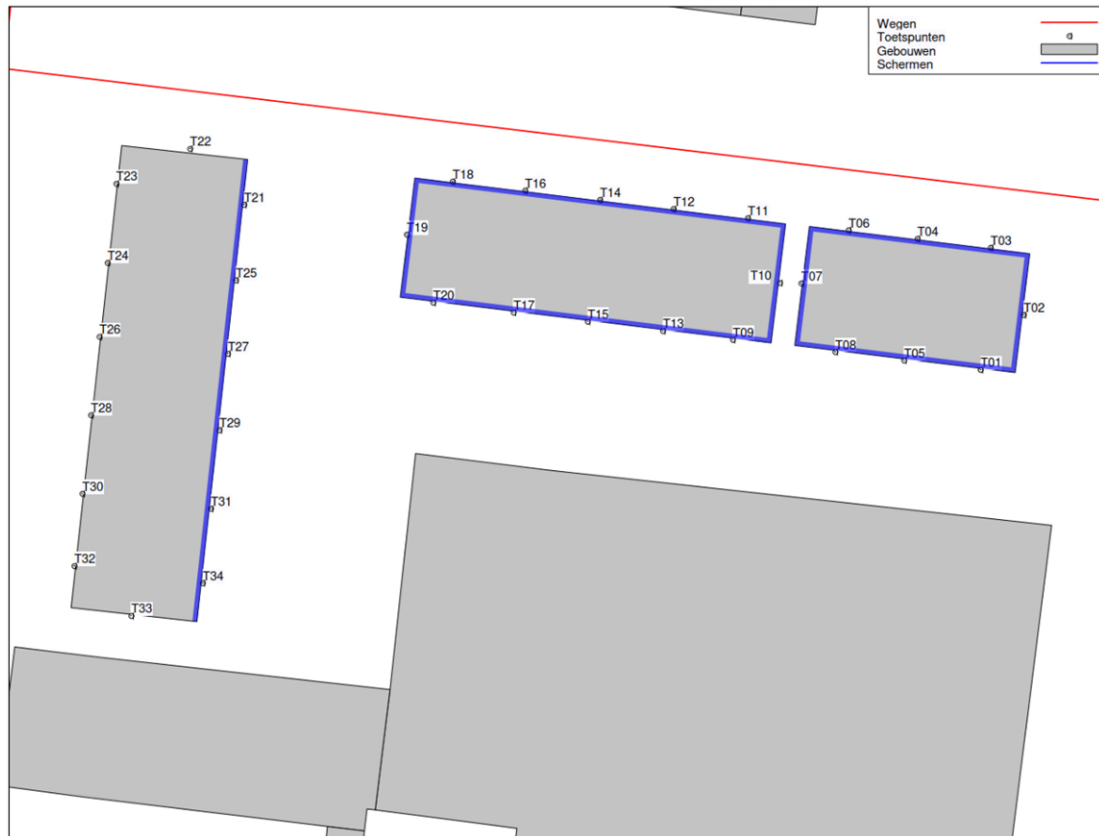 Wegen
Toetspunten
Gebouwen
Schermen
T22
T23
T18
T21
T16
T14
T12
T11
T06
T04
T03
T19
T24
T25
T10
T07
T20
T17
T02
T15
T26
T13
T09
T27
T08
T05
T01
T28
T29
T30
T31
T32
T34
T33